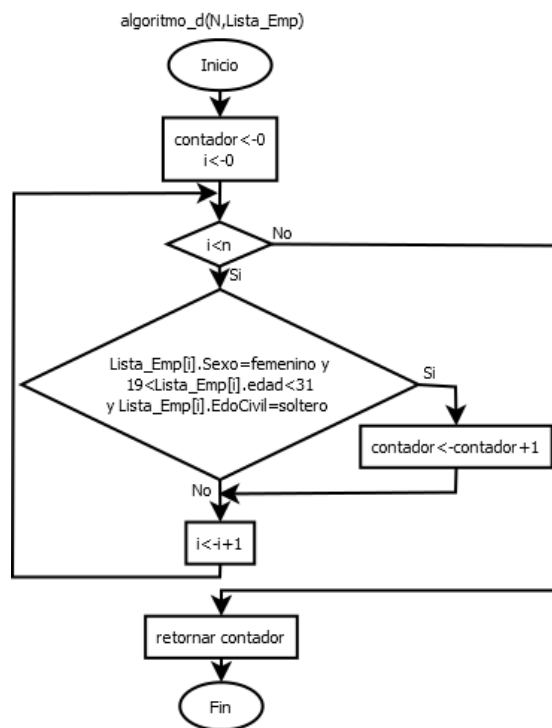 algoritmo_d(N,Lista_Emp)
Inicio
contador<-0
i<-0
i<n
No
Si
Lista_Emp[i].Sexo=femenino y
19<Lista_Emp[i].edad<31
y Lista_Emp[i].EdoCivil=soltero
Si
contador<-contador+1
No
i<-i+1
retornar contador
Fin